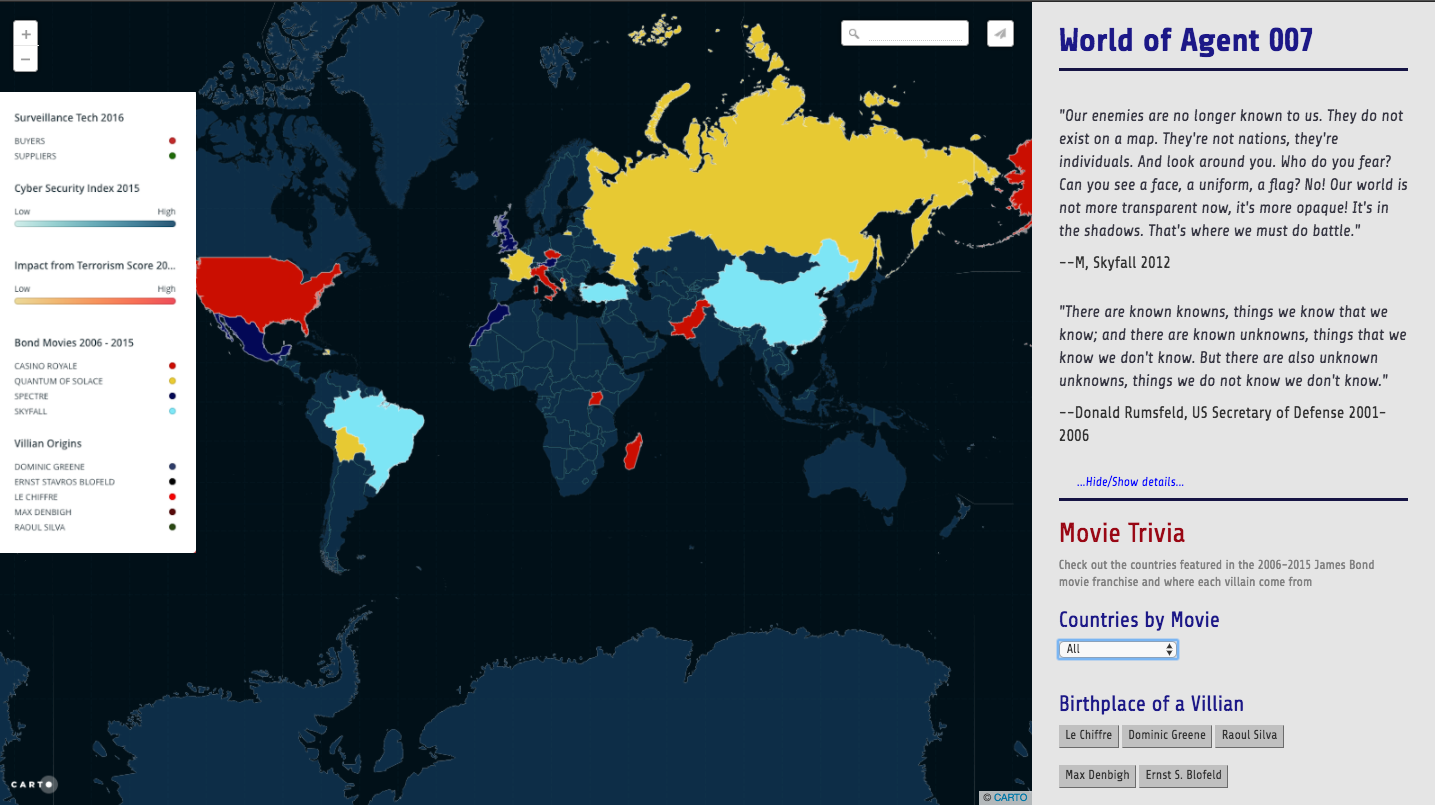 +
−
Surveillance Tech 2016
BUYERS
SUPPLIERS
Cyber Security Index 2015
Low High
Impact from Terrorism Score 20...
Low High
Bond Movies 2006 - 2015
CASINO ROYALE
QUANTUM OF SOLACE
SPECTRE
SKYFALL
Villian Origins
DOMINIC GREENE
ERNST STAVROS BLOFELD
LE CHIFFRE
MAX DENBIGH
RAOUL SILVA
CARTO
© CARTO
World of Agent 007
"Our enemies are no longer known to us. They do not
exist on a map. They're not nations, they're
individuals. And look around you. Who do you fear?
Can you see a face, a uniform, a flag? No! Our world is
not more transparent now, it's more opaque! It's in
the shadows. That's where we must do battle."
--M, Skyfall 2012
"There are known knowns, things we know that we
know; and there are known unknowns, things that we
know we don't know. But there are also unknown
unknowns, things we do not know we don't know."
--Donald Rumsfeld, US Secretary of Defense 2001-
2006
...Hide/Show details...
Movie Trivia
Check out the countries featured in the 2006-2015 James Bond
movie franchise and where each villain come from
Countries by Movie
All
Birthplace of a Villian
Le Chiffre Dominic Greene Raoul Silva
Max Denbigh Ernst S. Blofeld